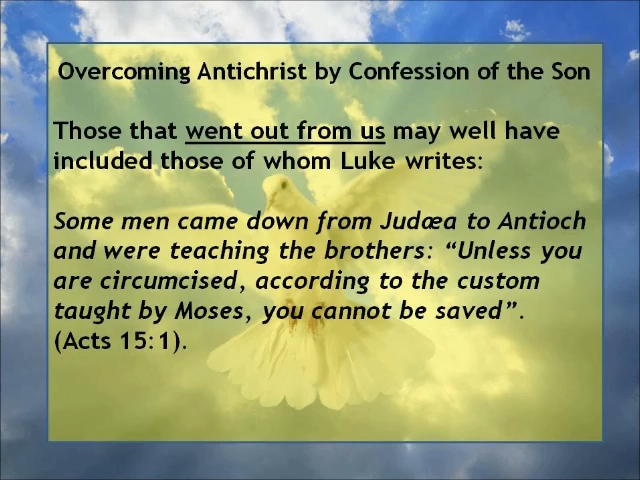 Overcoming Antichrist by Confession of the Son
Those that went out from us may well have
included those of whom Luke writes:
Some men came down from Judæa to Antioch
and were teaching the brothers: “Unless you
are circumcised, according to the custom
taught by Moses, you cannot be saved”.
(Acts 15:1).